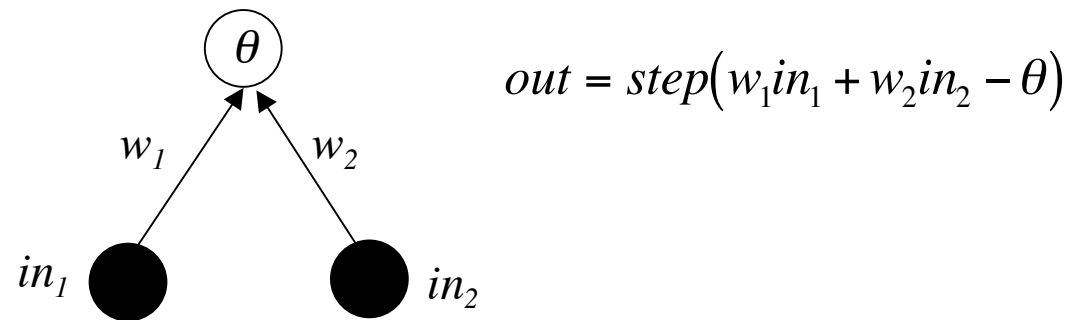 θ
out = step(w₁in₁ + w₂in₂ − θ)
w₁ w₂
in₁ in₂